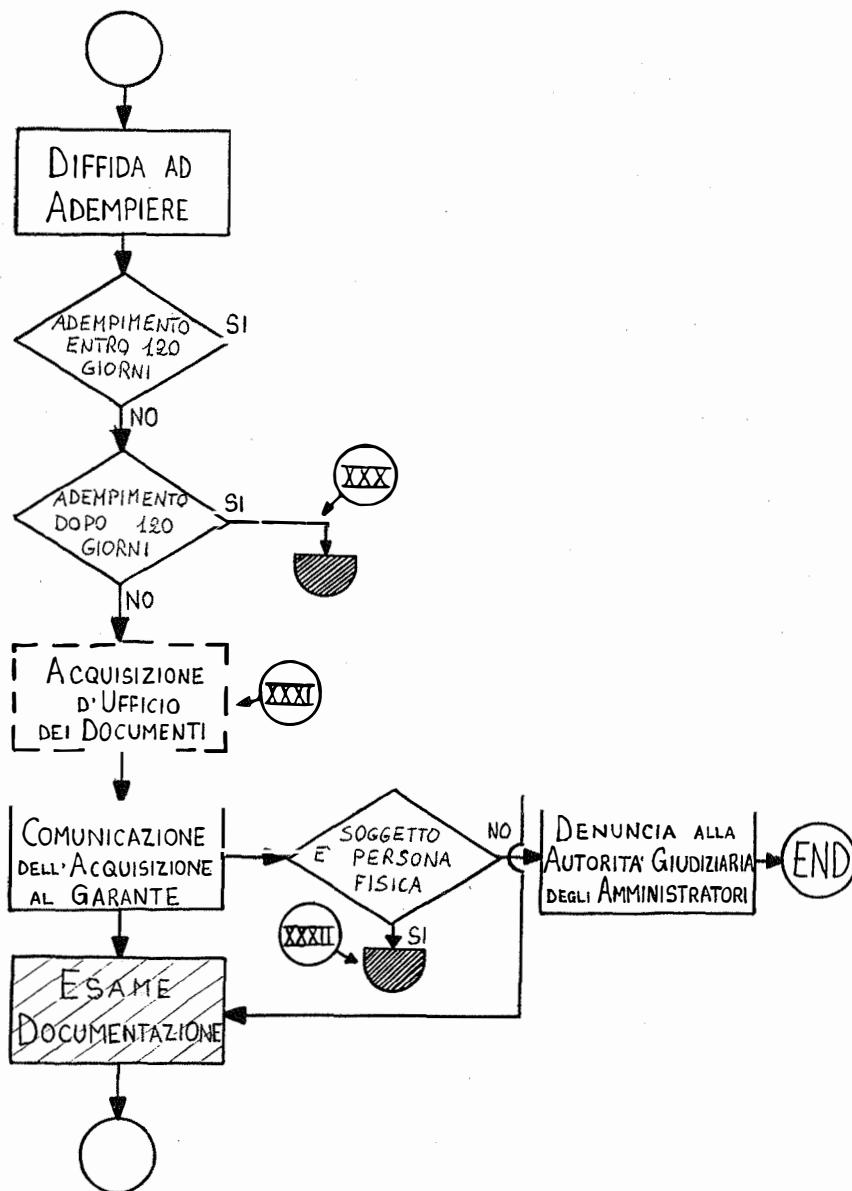 DIFFIDA AD
ADEMPIERE
ADEMPIMENTO
ENTRO 120
GIORNI
SI
NO
ADEMPIMENTO
DOPO 120
GIORNI
SI
XXX
NO
ACQUISIZIONE
D'UFFICIO
DEI DOCUMENTI
XXXI
COMUNICAZIONE
DELL'ACQUISIZIONE
AL GARANTE
SOGGETTO
È PERSONA
FISICA
NO
DENUNCIA ALLA
AUTORITA' GIUDIZIARIA
DEGLI AMMINISTRATORI
END
XXXII
SI
ESAME
DOCUMENTAZIONE